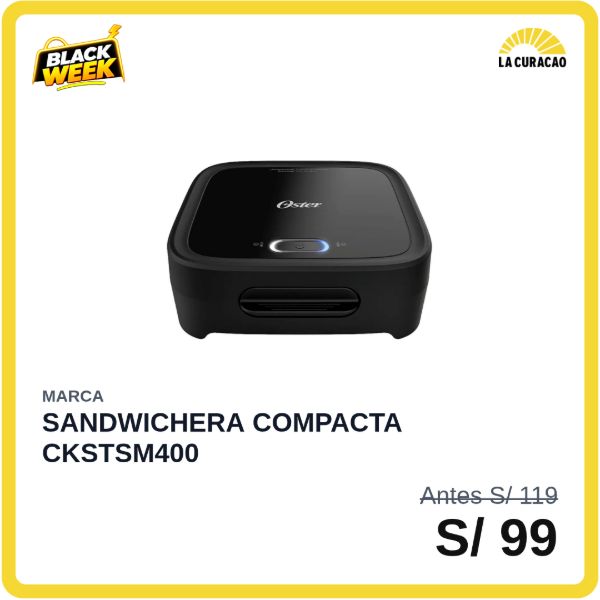 BLACK
WEEK
LA CURACAO
Oster
MARCA
SANDWICHERA COMPACTA
CKSTSM400
Antes S/ 119
S/ 99